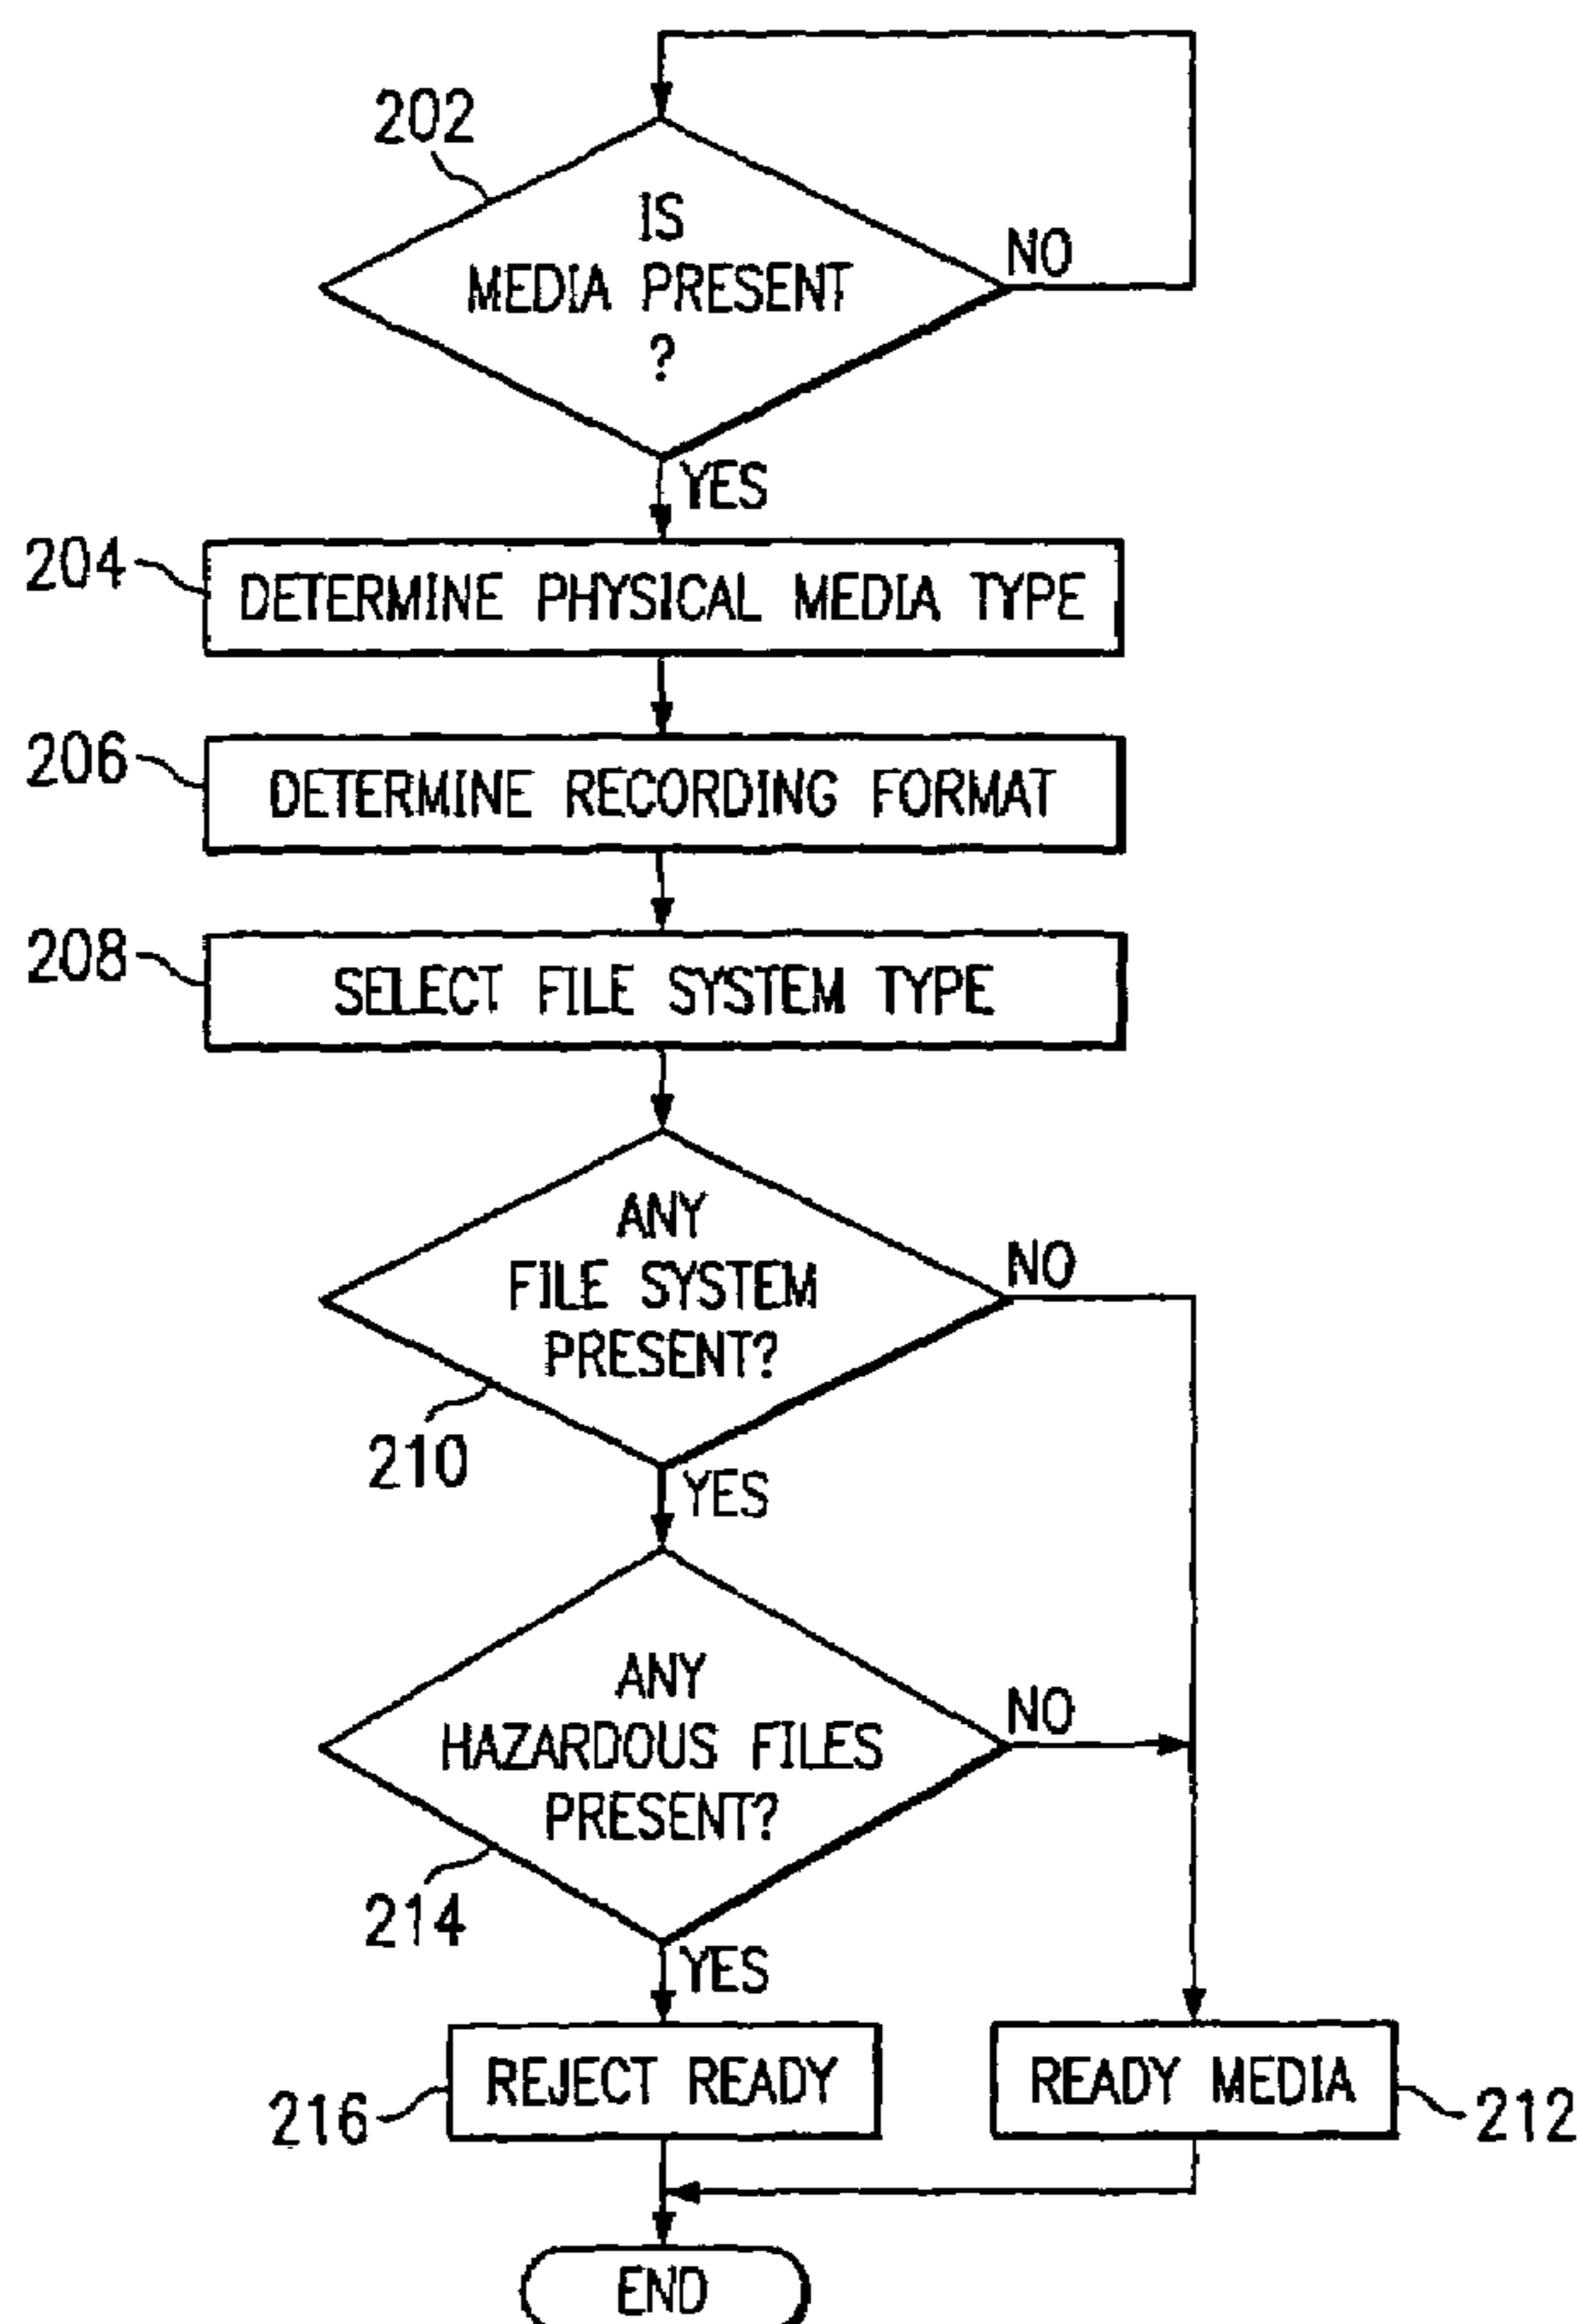 202
IS
MEDIA PRESENT
?
NO
YES
204
DETERMINE PHYSICAL MEDIA TYPE
206
DETERMINE RECORDING FORMAT
208
SELECT FILE SYSTEM TYPE
ANY
FILE SYSTEM
PRESENT?
NO
210
YES
ANY
HAZARDOUS FILES
PRESENT?
NO
214
YES
REJECT READY
READY MEDIA
216
212
END